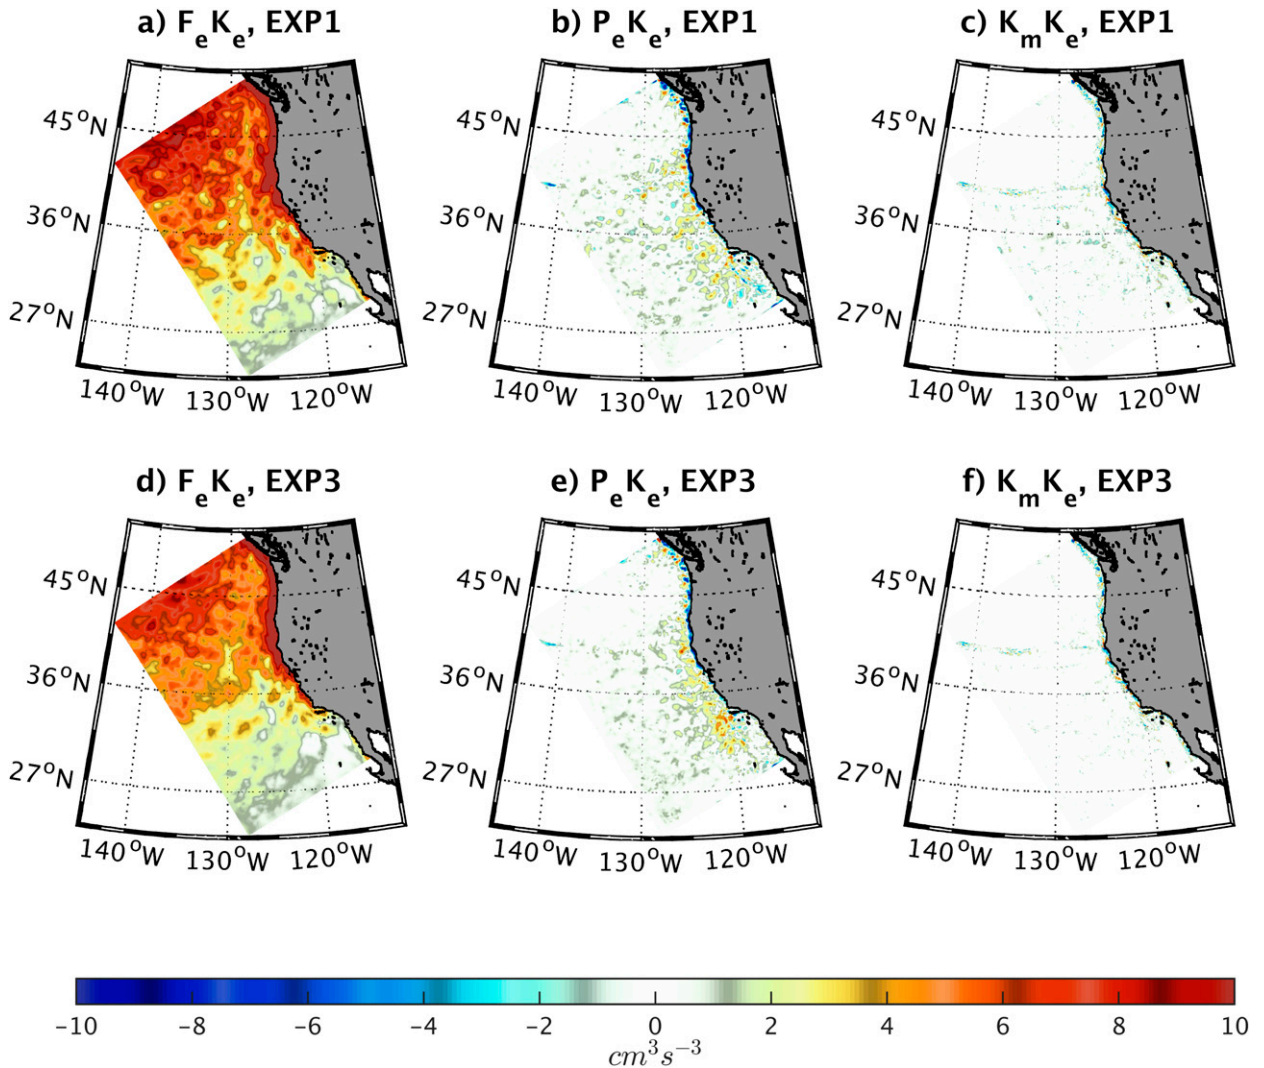 a) FeKe, EXP1
b) PeKe, EXP1
c) KmKe, EXP1
45°N
36°N
27°N
140°W
130°W
120°W
45°N
36°N
27°N
140°W
130°W
120°W
45°N
36°N
27°N
140°W
130°W
120°W
d) FeKe, EXP3
e) PeKe, EXP3
f) KmKe, EXP3
45°N
36°N
27°N
140°W
130°W
120°W
45°N
36°N
27°N
140°W
130°W
120°W
45°N
36°N
27°N
140°W
130°W
120°W
−10 −8 −6 −4 −2 0 2 4 6 8 10
cm³s⁻³